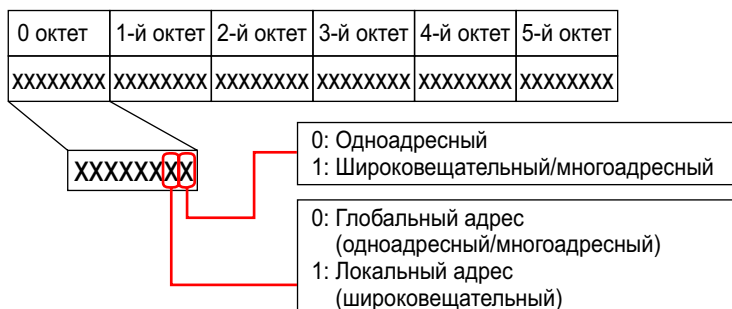 0 октет 1-й октет 2-й октет 3-й октет 4-й октет 5-й октет
XXXXXXXX XXXXXXXX XXXXXXXX XXXXXXXX XXXXXXXX XXXXXXXX
XXXXXXXX
0: Одноадресный
1: Широковещательный/многоадресный
0: Глобальный адрес
(одноадресный/многоадресный)
1: Локальный адрес
(широковещательный)